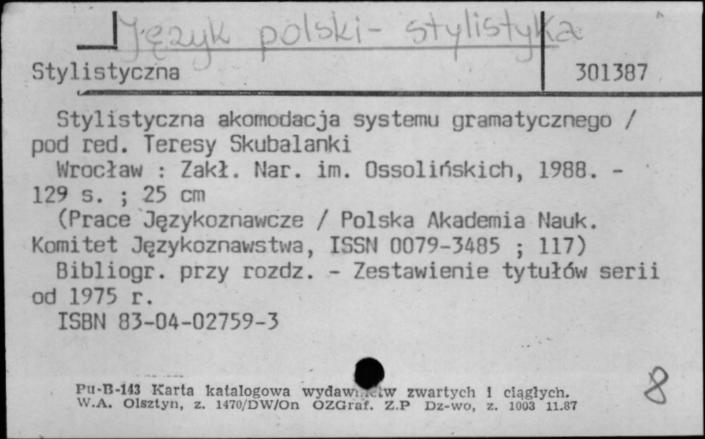 Język polski - stylistyka
Stylistyczna 301387
Stylistyczna akomodacja systemu gramatycznego /
pod red. Teresy Skubalanki
Wrocław : Zakł. Nar. im. Ossolińskich, 1988. -
129 s. ; 25 cm
(Prace Językoznawcze / Polska Akademia Nauk.
Komitet Językoznawstwa, ISSN 0079-3485 ; 117)
Bibliogr. przy rozdz. - Zestawienie tytułów serii
od 1975 r.
ISBN 83-04-02759-3
Pu-B-143 Karta katalogowa wydawnictw zwartych i ciągłych.
W.A. Olsztyn, z. 1470/DW/On OZGraf. Z.P Dz-wo, z. 1003 11.87
8